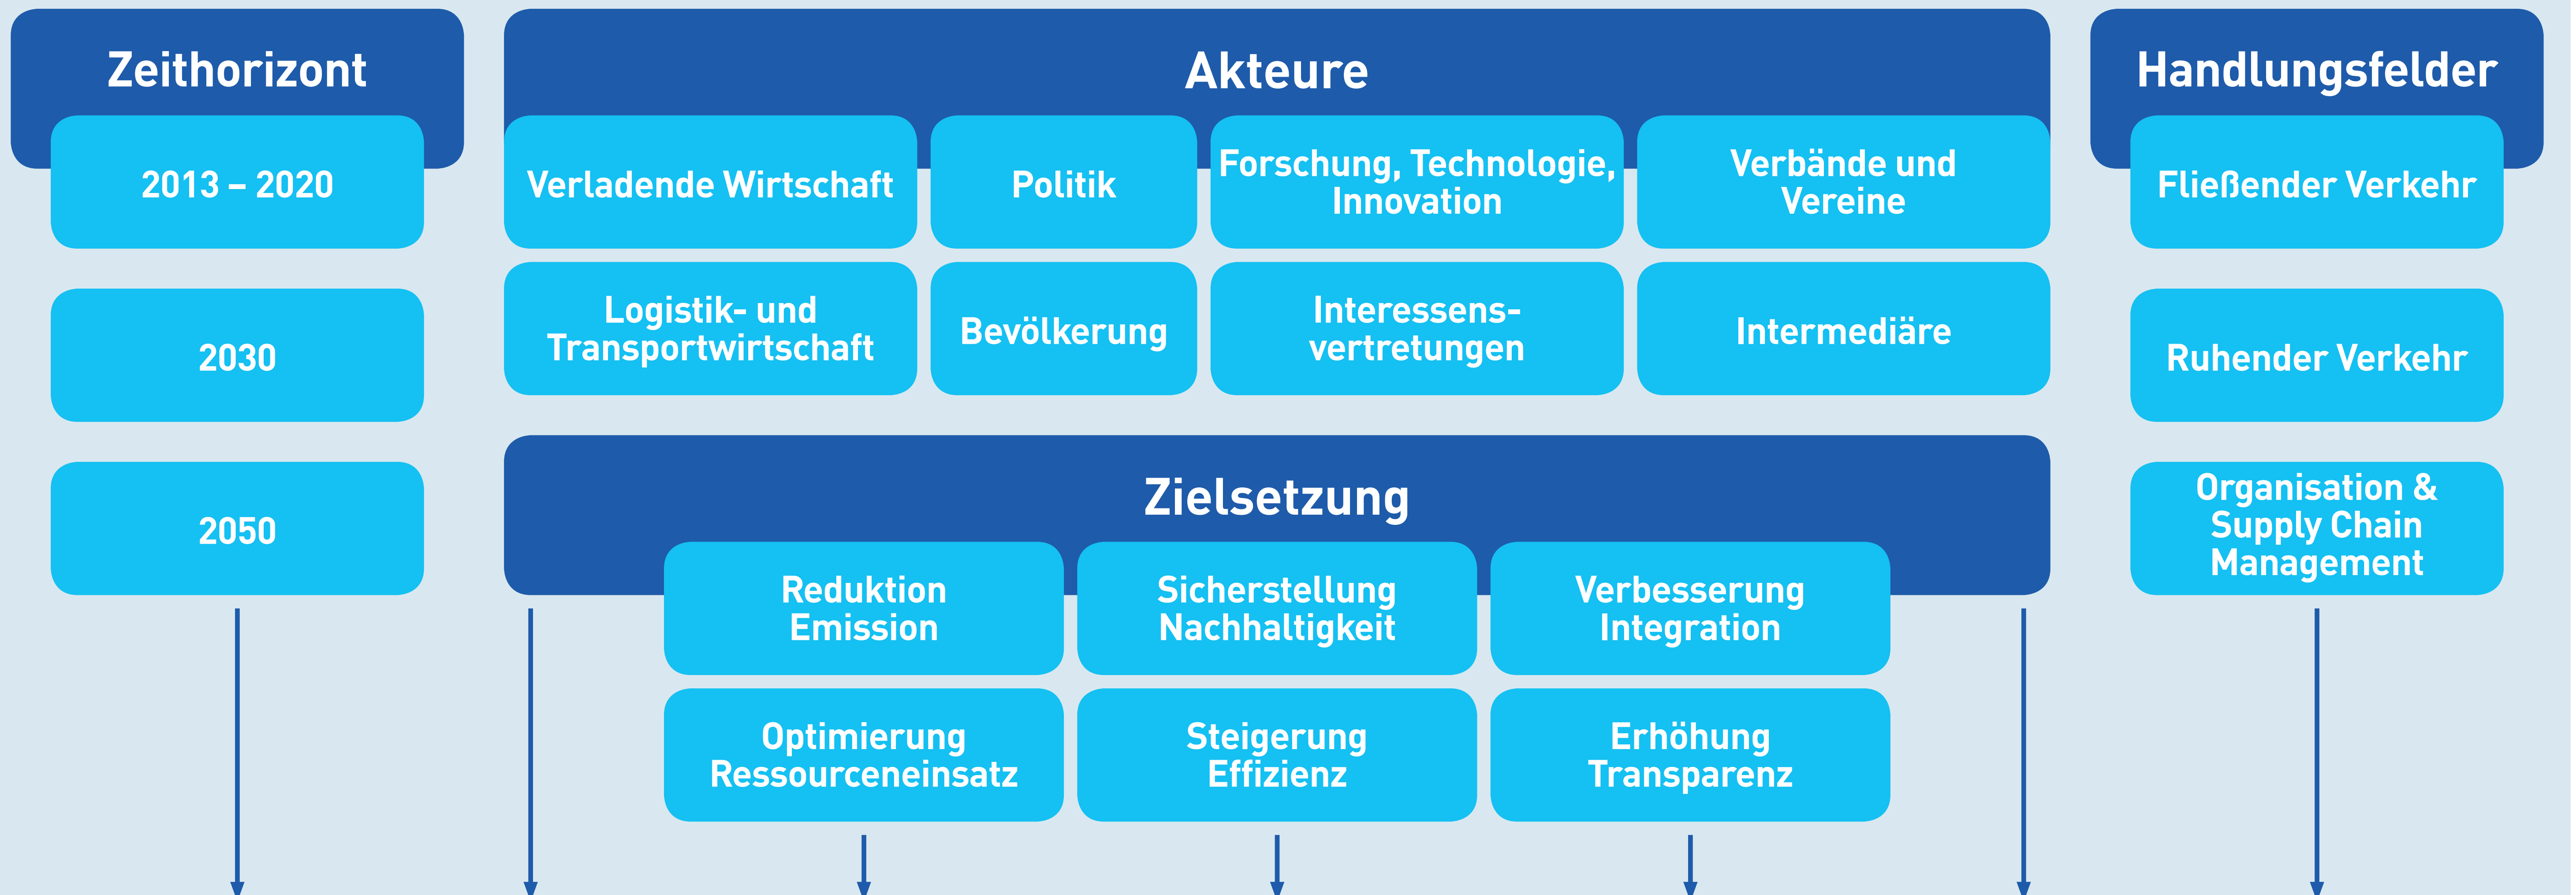 Zeithorizont
2013 – 2020
2030
2050
Akteure
Verladende Wirtschaft
Politik
Forschung, Technologie,
Innovation
Verbände und
Vereine
Logistik- und
Transportwirtschaft
Bevölkerung
Interessens-
vertretungen
Intermediäre
Zielsetzung
Reduktion
Emission
Sicherstellung
Nachhaltigkeit
Verbesserung
Integration
Optimierung
Ressourceneinsatz
Steigerung
Effizienz
Erhöhung
Transparenz
Handlungsfelder
Fließender Verkehr
Ruhender Verkehr
Organisation &
Supply Chain
Management